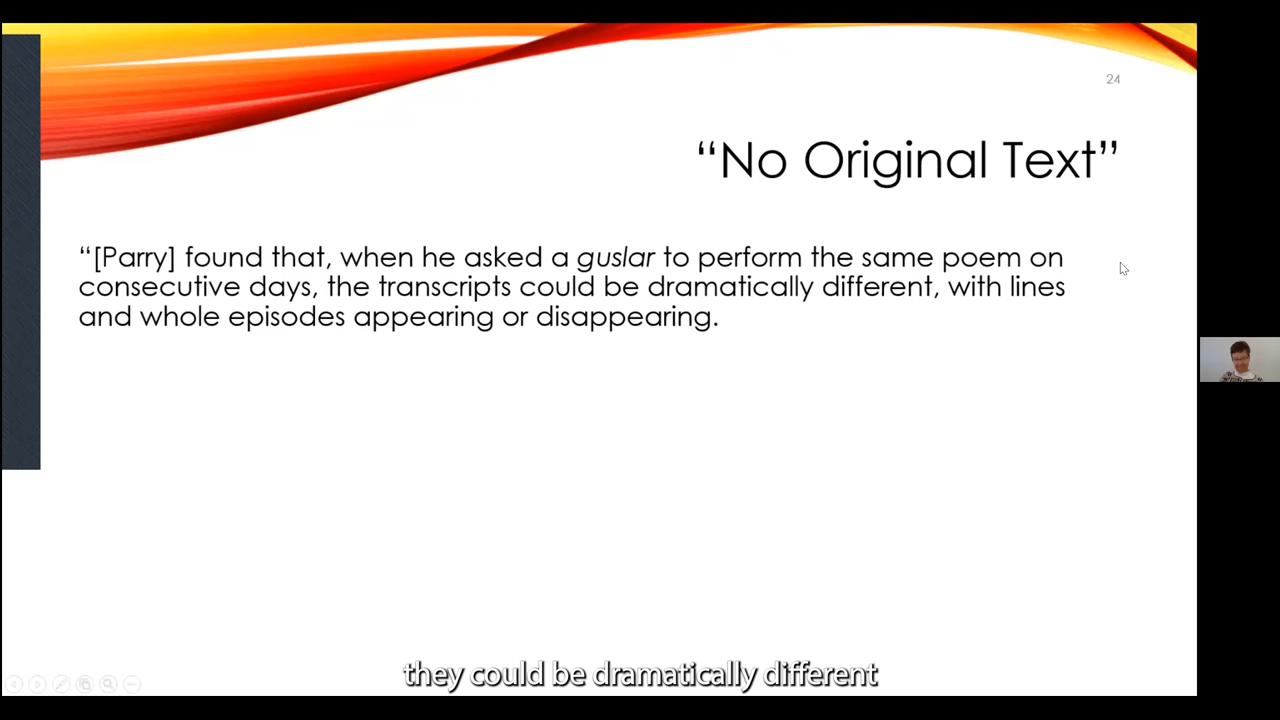 24
“No Original Text”
“[Parry] found that, when he asked a guslar to perform the same poem on
consecutive days, the transcripts could be dramatically different, with lines
and whole episodes appearing or disappearing.
they could be dramatically different